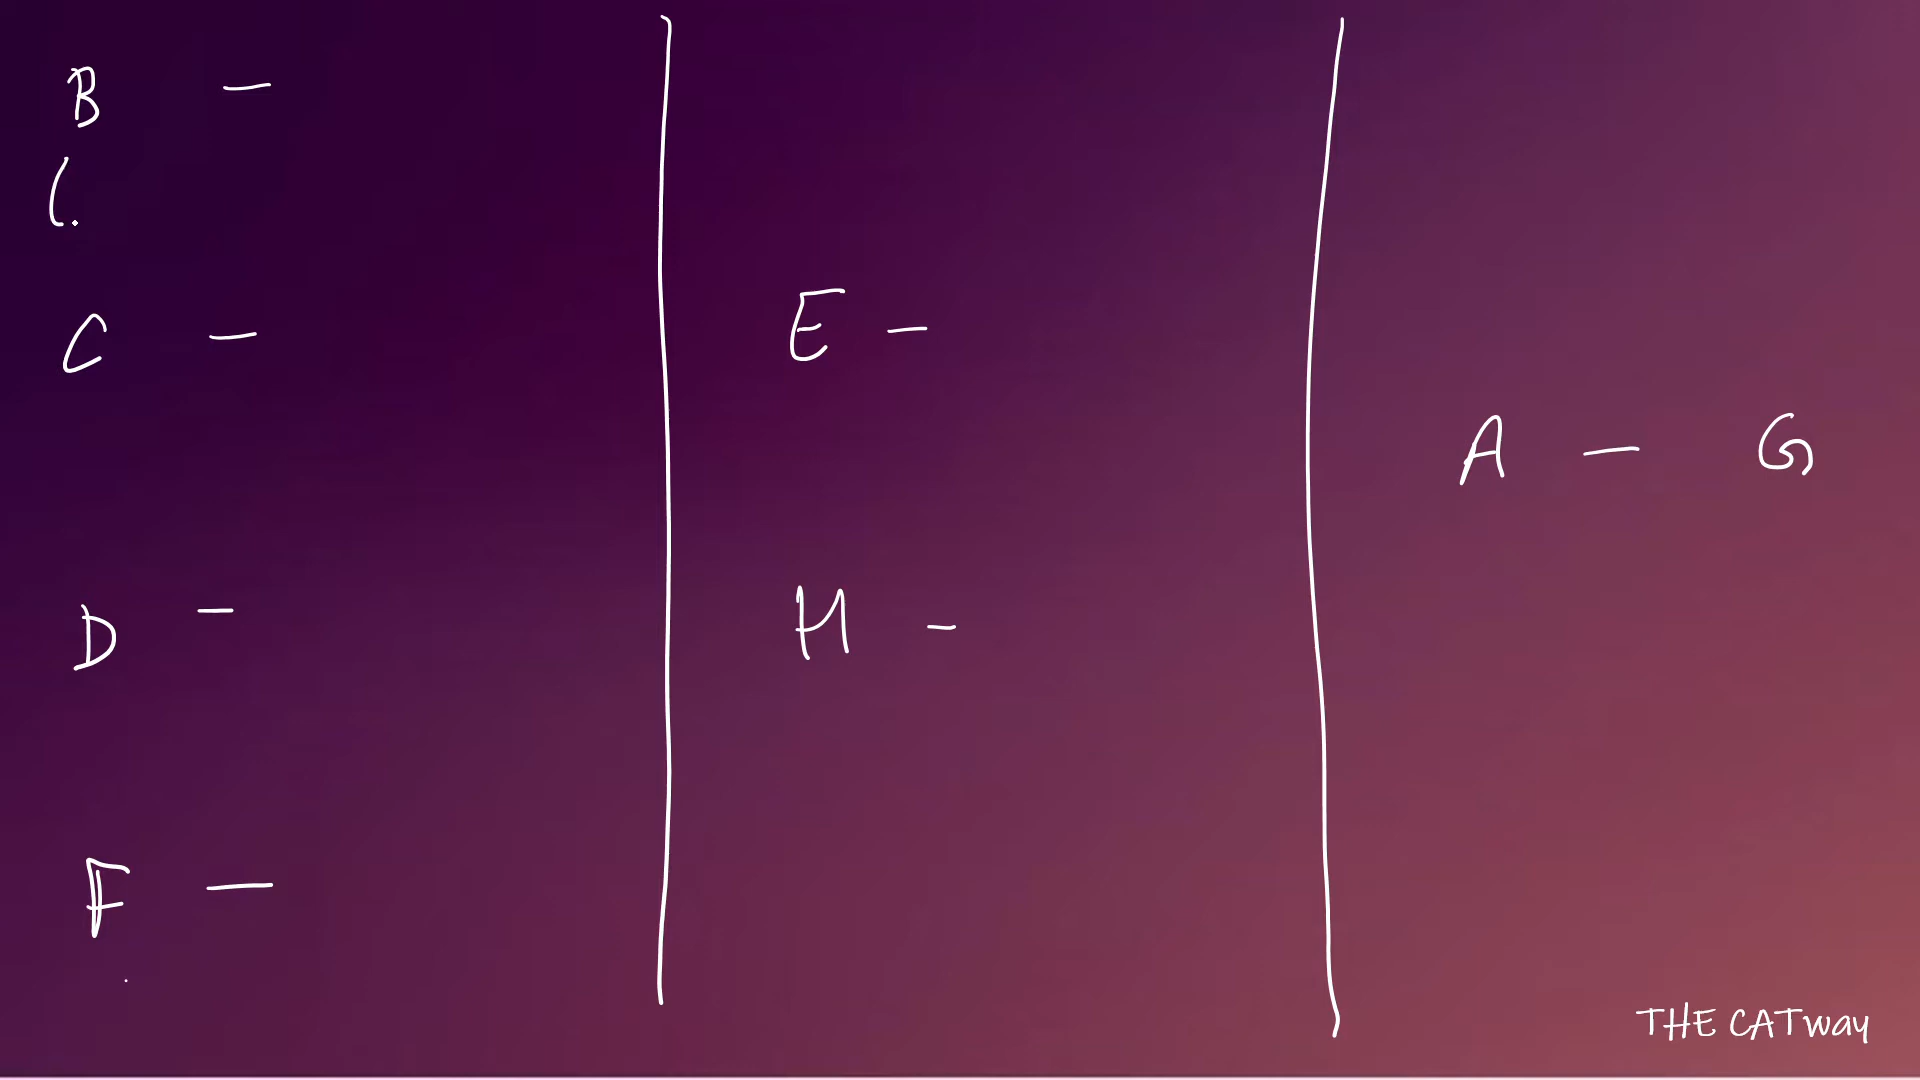 B —
(.
C —
D —
F —
E —
H —
A — G
THE CATway